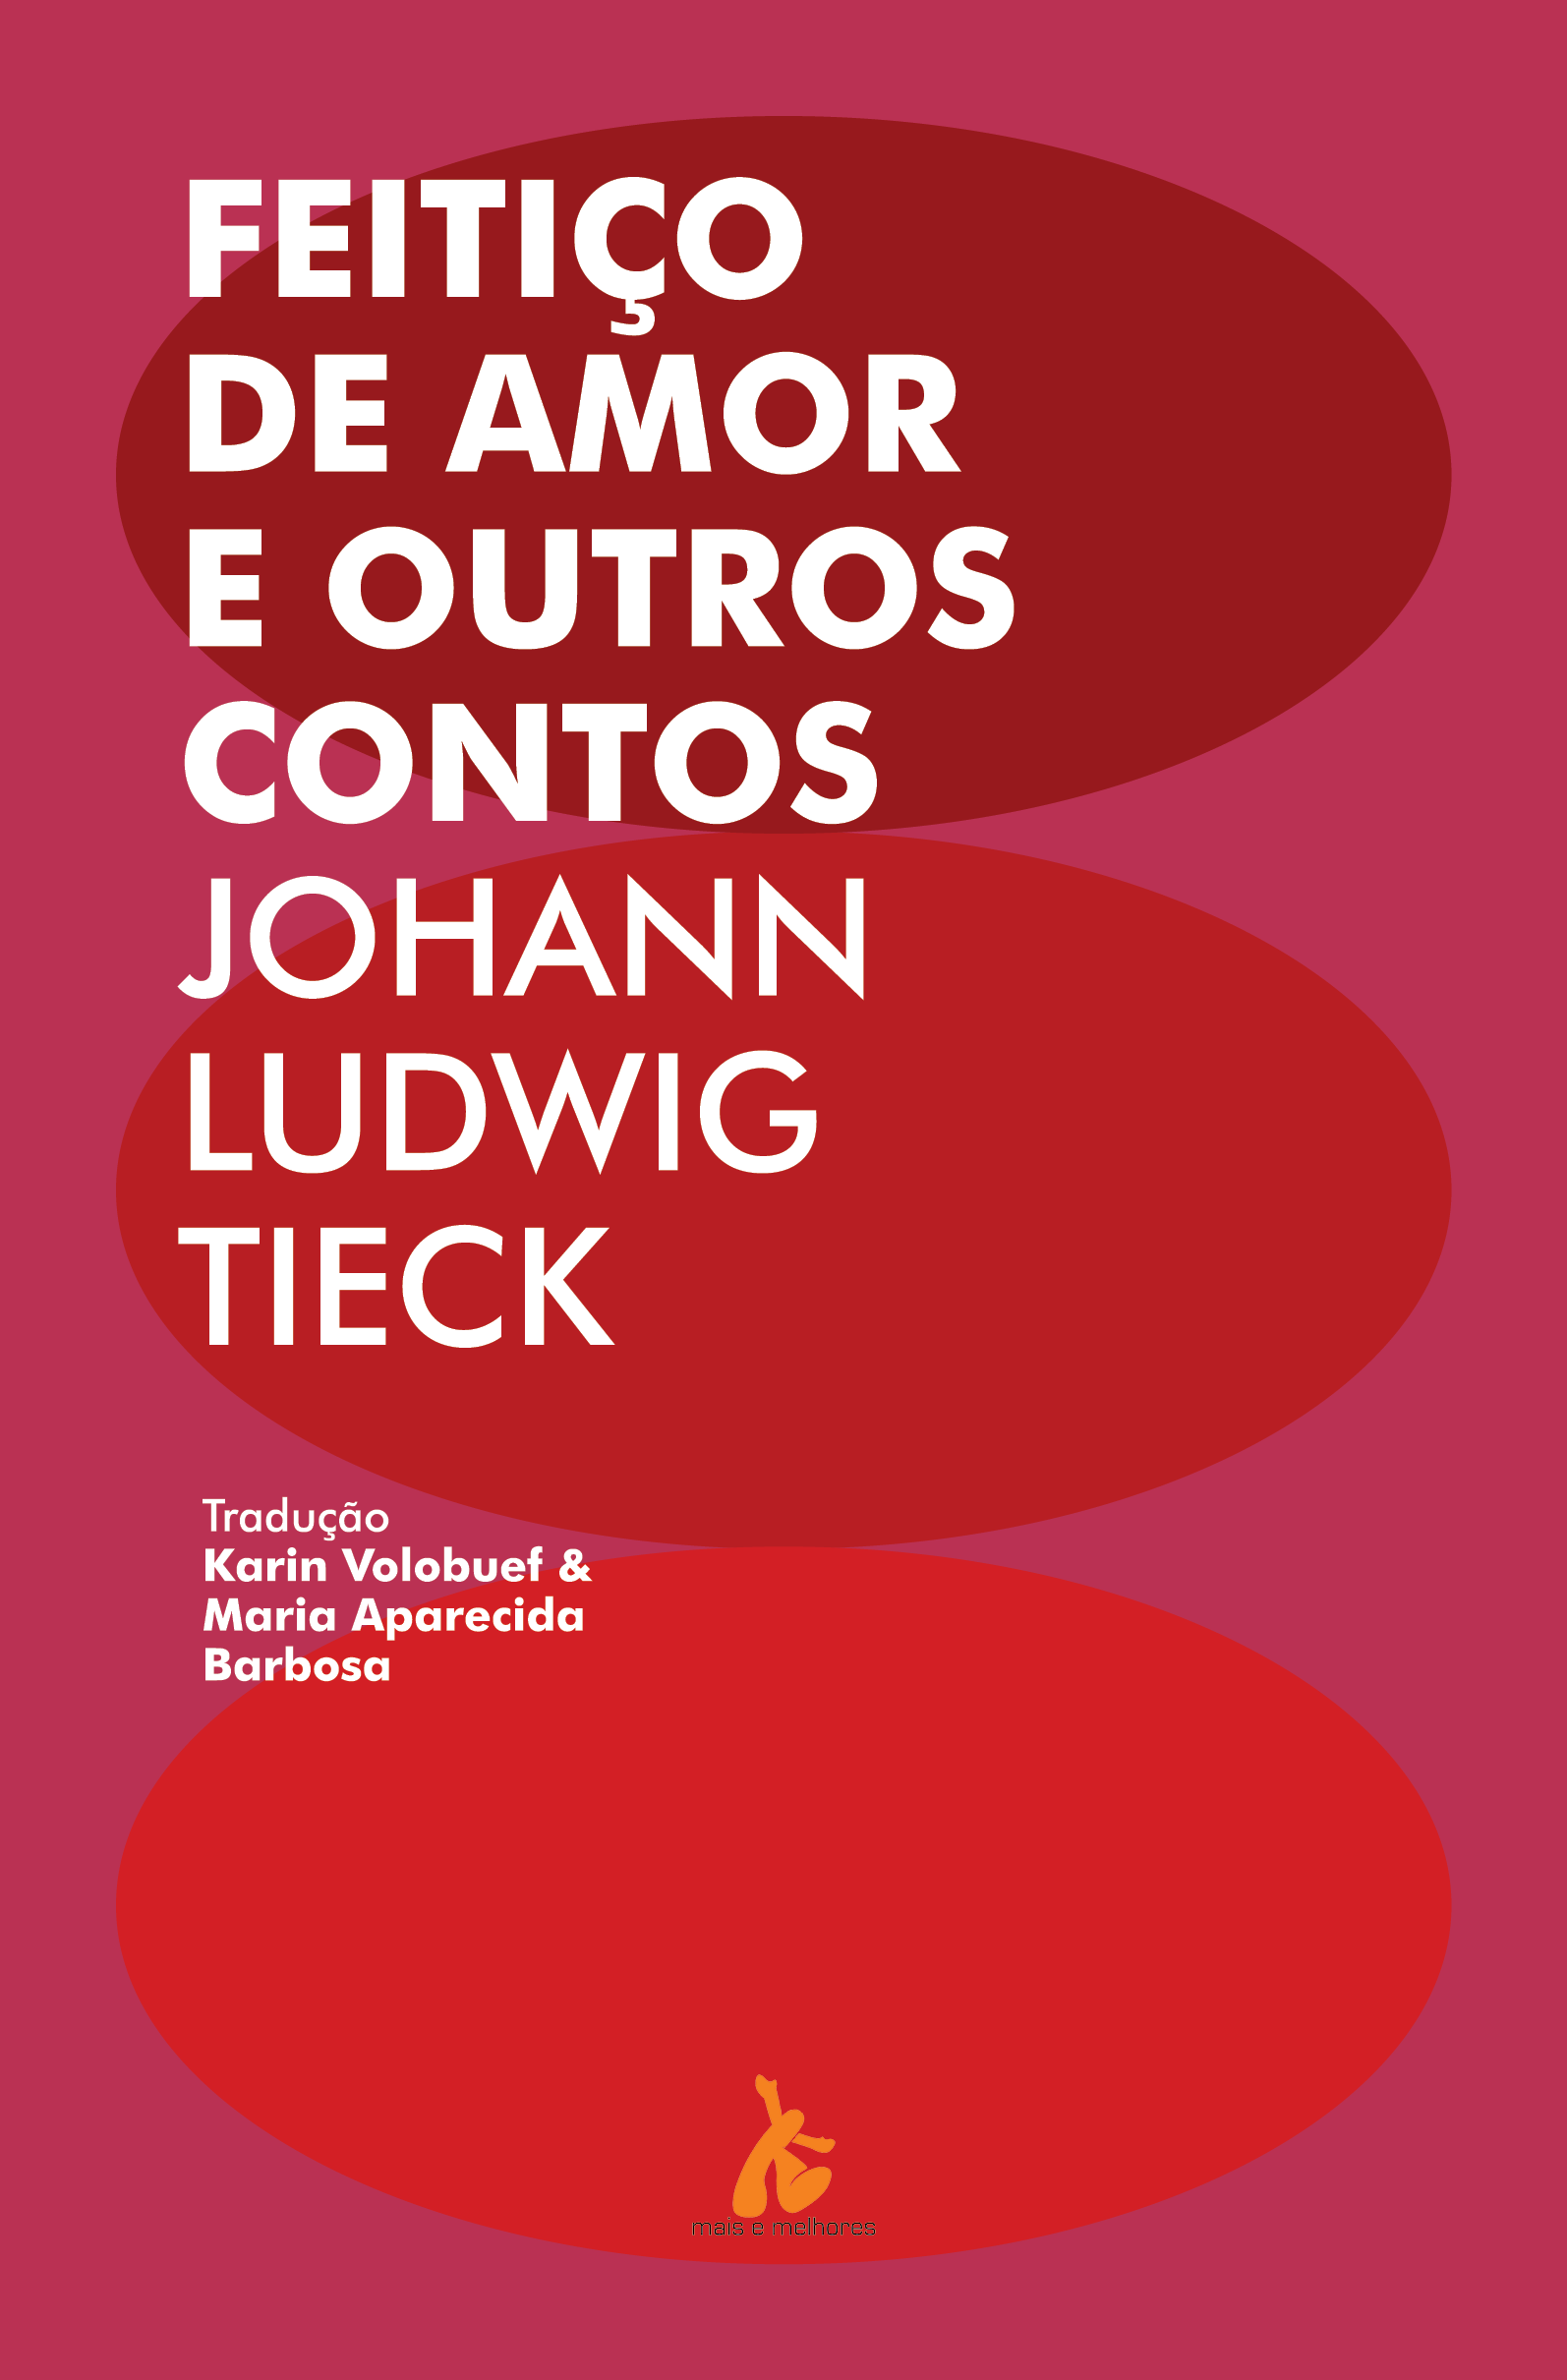 FEITIÇO
DE AMOR
E OUTROS
CONTOS
JOHANN
LUDWIG
TIECK
Tradução
Karin Volobuef &
Maria Aparecida
Barbosa
mais e melhores